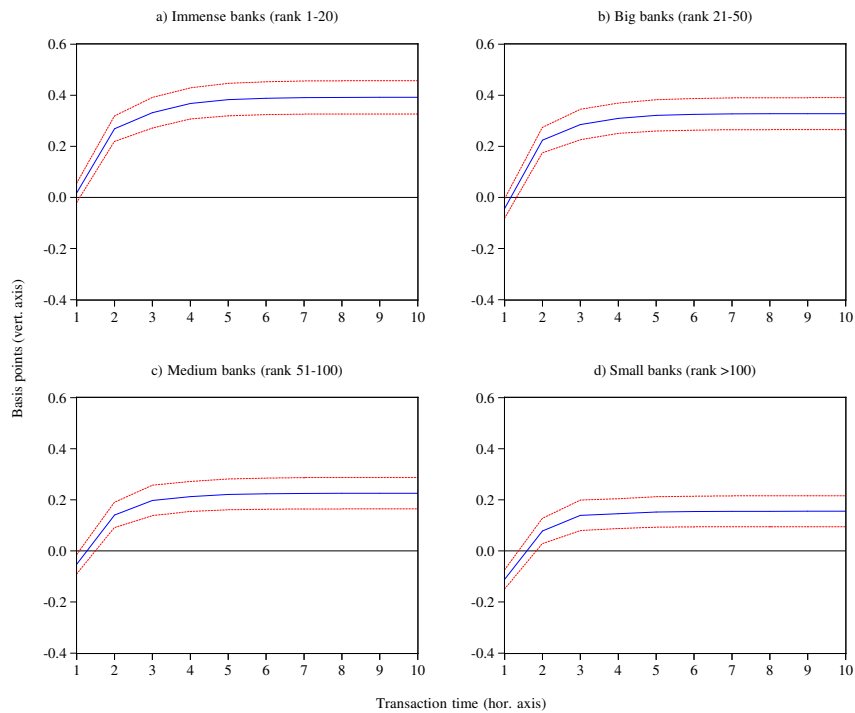 a) Immense banks (rank 1-20)
b) Big banks (rank 21-50)
0.6
0.4
0.2
0.0
-0.2
-0.4
1 2 3 4 5 6 7 8 9 10
0.6
0.4
0.2
0.0
-0.2
-0.4
1 2 3 4 5 6 7 8 9 10
Basis points (vert. axis)
c) Medium banks (rank 51-100)
d) Small banks (rank >100)
0.6
0.4
0.2
0.0
-0.2
-0.4
1 2 3 4 5 6 7 8 9 10
0.6
0.4
0.2
0.0
-0.2
-0.4
1 2 3 4 5 6 7 8 9 10
Transaction time (hor. axis)